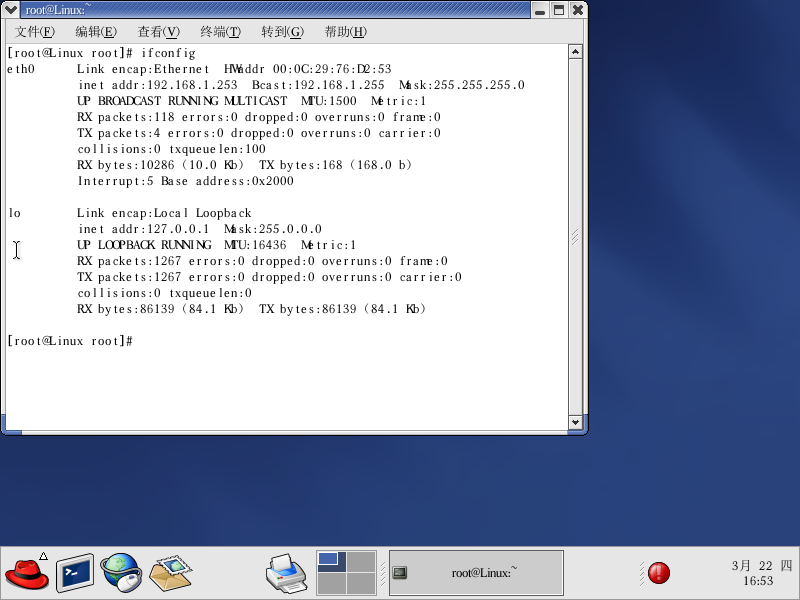 root@Linux:~
文件(F) 编辑(E) 查看(V) 终端(T) 转到(G) 帮助(H)
[root@Linux root]# ifconfig
eth0 Link encap:Ethernet HWaddr 00:0C:29:76:D2:53
inet addr:192.168.1.253 Bcast:192.168.1.255 Mask:255.255.255.0
UP BROADCAST RUNNING MULTICAST MTU:1500 Metric:1
RX packets:118 errors:0 dropped:0 overruns:0 frame:0
TX packets:4 errors:0 dropped:0 overruns:0 carrier:0
collisions:0 txqueuelen:100
RX bytes:10286 (10.0 Kb) TX bytes:168 (168.0 b)
Interrupt:5 Base address:0x2000
lo Link encap:Local Loopback
inet addr:127.0.0.1 Mask:255.0.0.0
UP LOOPBACK RUNNING MTU:16436 Metric:1
RX packets:1267 errors:0 dropped:0 overruns:0 frame:0
TX packets:1267 errors:0 dropped:0 overruns:0 carrier:0
collisions:0 txqueuelen:0
RX bytes:86139 (84.1 Kb) TX bytes:86139 (84.1 Kb)
[root@Linux root]#
root@Linux:~
3月 22 四
16:53